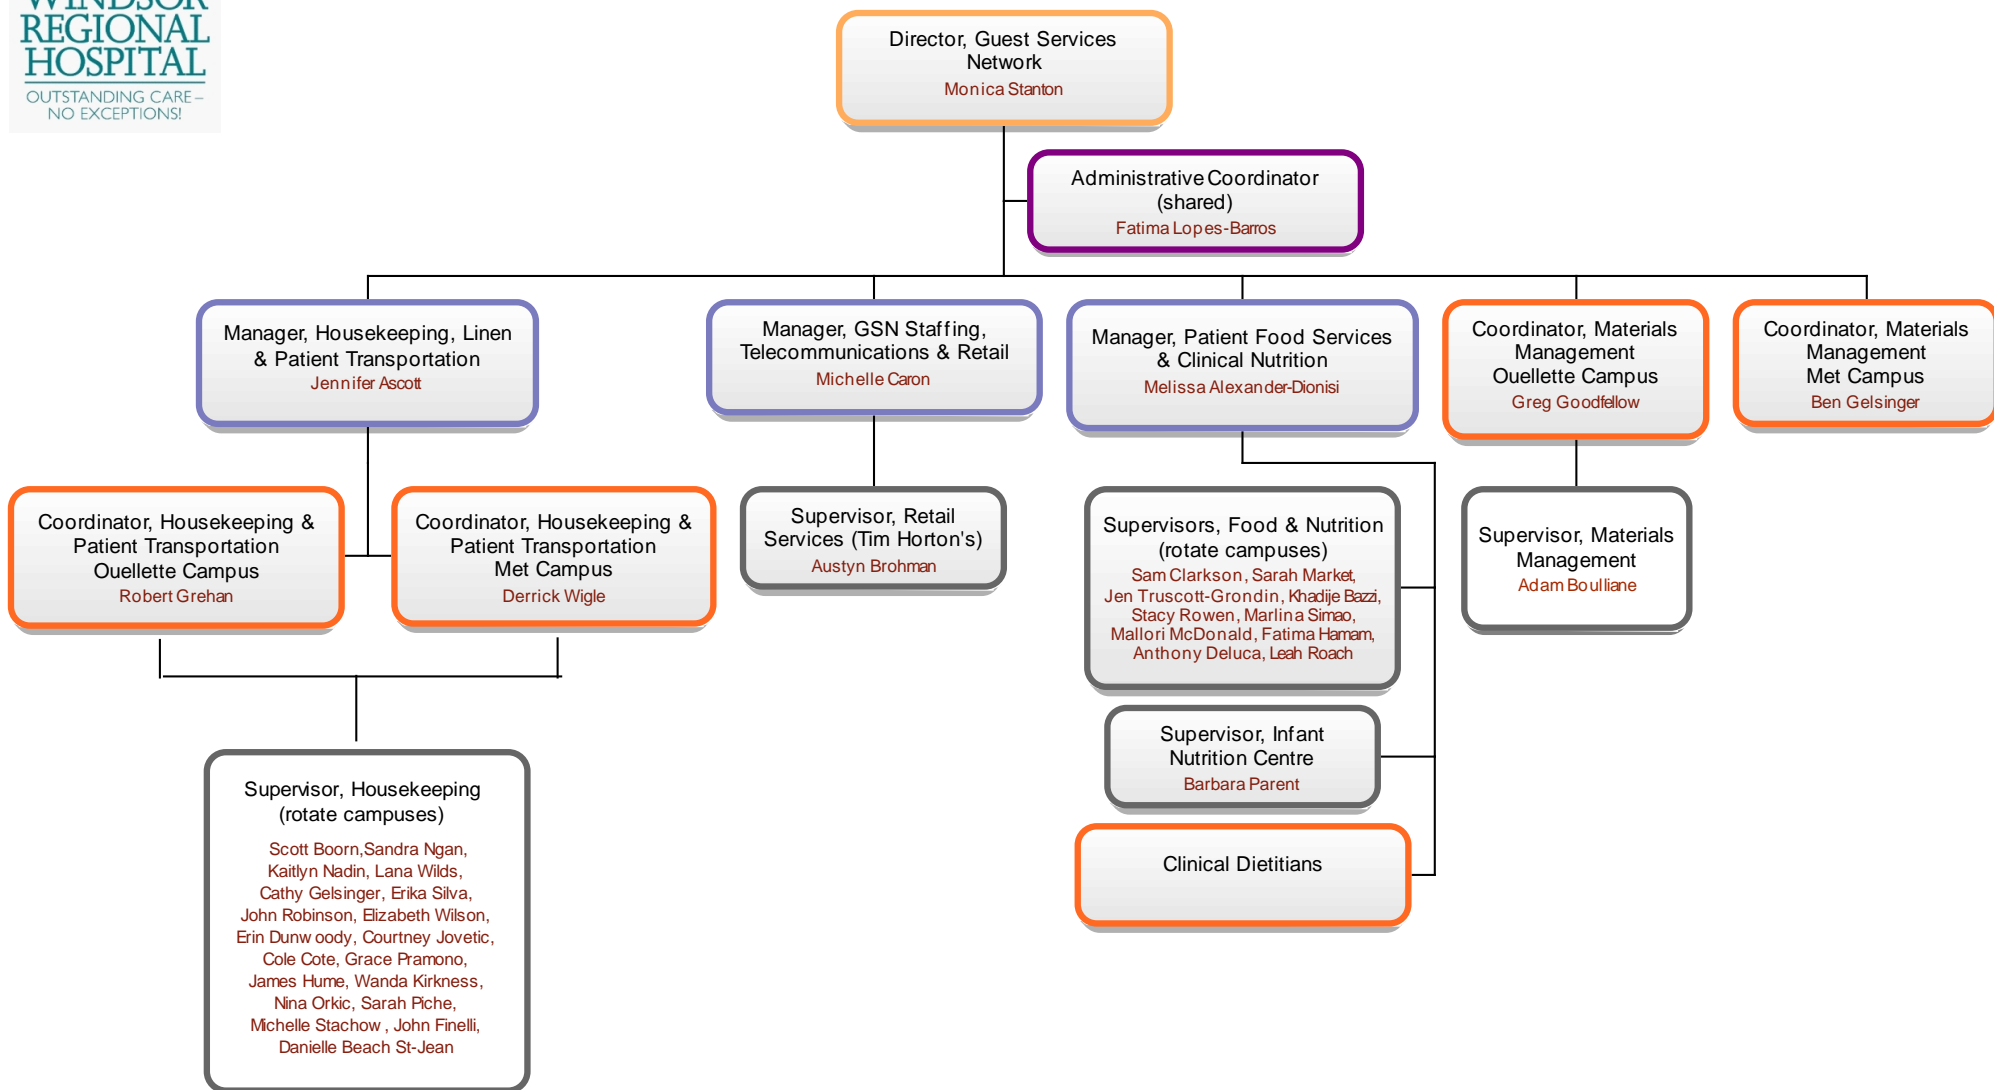 WINDSOR
REGIONAL
HOSPITAL
OUTSTANDING CARE –
NO EXCEPTIONS!
Director, Guest Services
Network
Monica Stanton
Administrative Coordinator
(shared)
Fatima Lopes-Barros
Manager, Housekeeping, Linen
& Patient Transportation
Jennifer Ascott
Manager, GSN Staffing,
Telecommunications & Retail
Michelle Caron
Manager, Patient Food Services
& Clinical Nutrition
Melissa Alexander-Dionisi
Coordinator, Materials
Management
Ouellette Campus
Greg Goodfellow
Coordinator, Materials
Management
Met Campus
Ben Gelsinger
Coordinator, Housekeeping &
Patient Transportation
Ouellette Campus
Robert Grehan
Coordinator, Housekeeping &
Patient Transportation
Met Campus
Derrick Wigle
Supervisor, Retail
Services (Tim Horton's)
Austyn Brohman
Supervisors, Food & Nutrition
(rotate campuses)
Sam Clarkson, Sarah Market,
Jen Truscott-Grondin, Khadije Bazzi,
Stacy Rowen, Marlina Simao,
Mallori McDonald, Fatima Hamam,
Anthony Deluca, Leah Roach
Supervisor, Materials
Management
Adam Boulliane
Supervisor, Infant
Nutrition Centre
Barbara Parent
Clinical Dietitians
Supervisor, Housekeeping
(rotate campuses)
Scott Boorn,Sandra Ngan,
Kaitlyn Nadin, Lana Wilds,
Cathy Gelsinger, Erika Silva,
John Robinson, Elizabeth Wilson,
Erin Dunwoody, Courtney Jovetic,
Cole Cote, Grace Pramono,
James Hume, Wanda Kirkness,
Nina Orkic, Sarah Piche,
Michelle Stachow, John Finelli,
Danielle Beach St-Jean